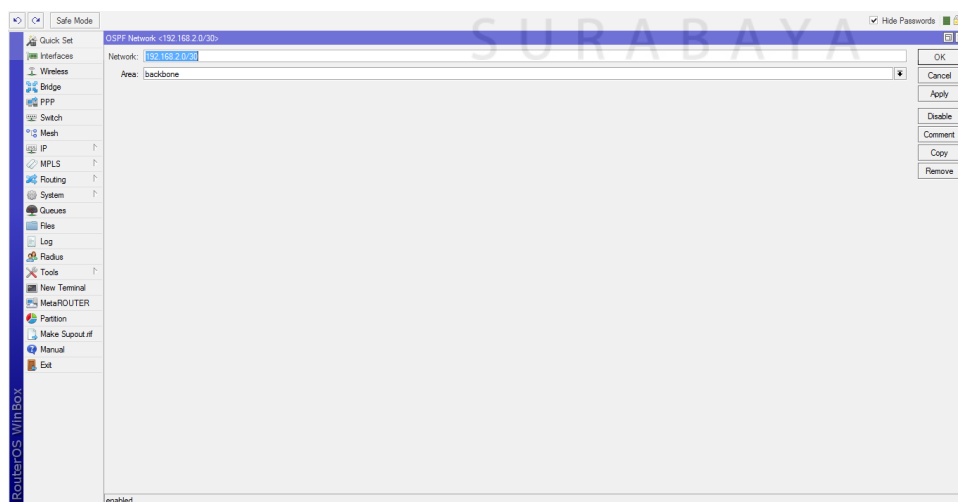 Safe Mode
SURABAYA
Hide Passwords
Quick Set
Interfaces
Wireless
Bridge
PPP
Switch
Mesh
IP
MPLS
Routing
System
Queues
Files
Log
Radius
Tools
New Terminal
MetaROUTER
Partition
Make Supout.rif
Manual
Exit
RouterOS WinBox
OSPF Network <192.168.2.0/30>
Network: 192.168.2.0/30
Area: backbone
OK
Cancel
Apply
Disable
Comment
Copy
Remove
enabled